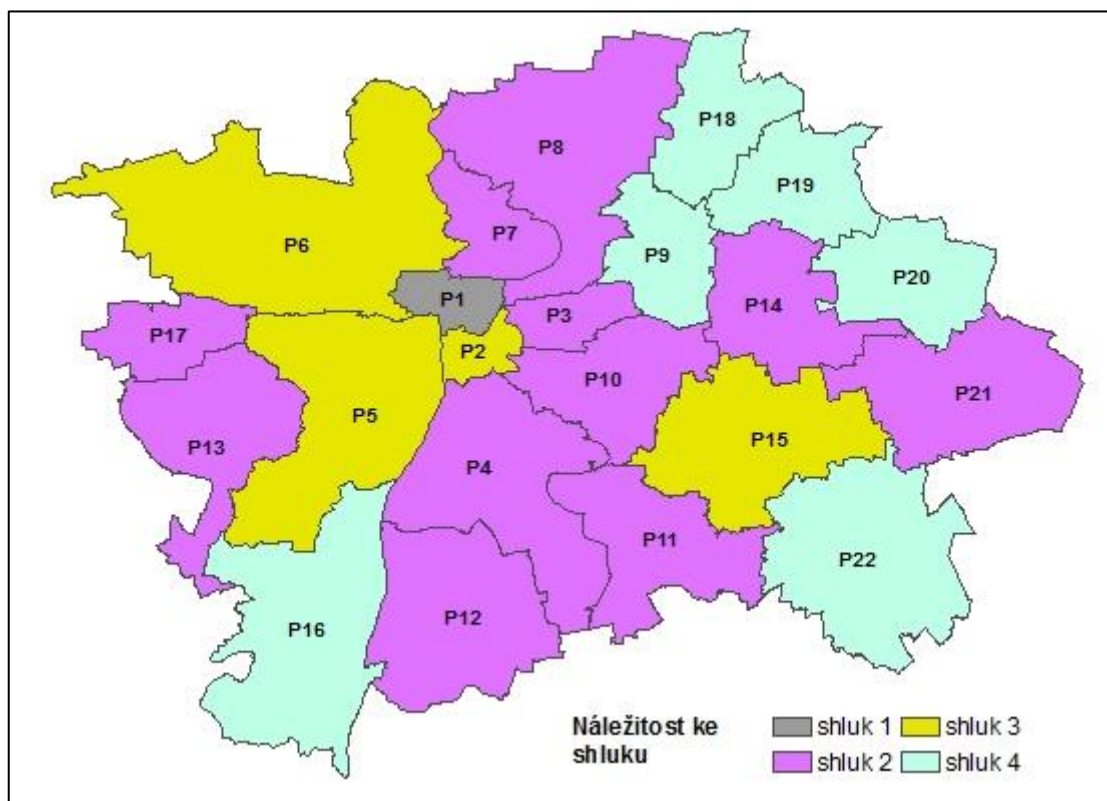 P18
P8
P19
P7
P6
P9
P20
P1
P14
P3
P17
P2
P10
P21
P5
P15
P13
P4
P11
P22
P12
P16
Náležitost ke
shluku
shluk 1
shluk 3
shluk 2
shluk 4